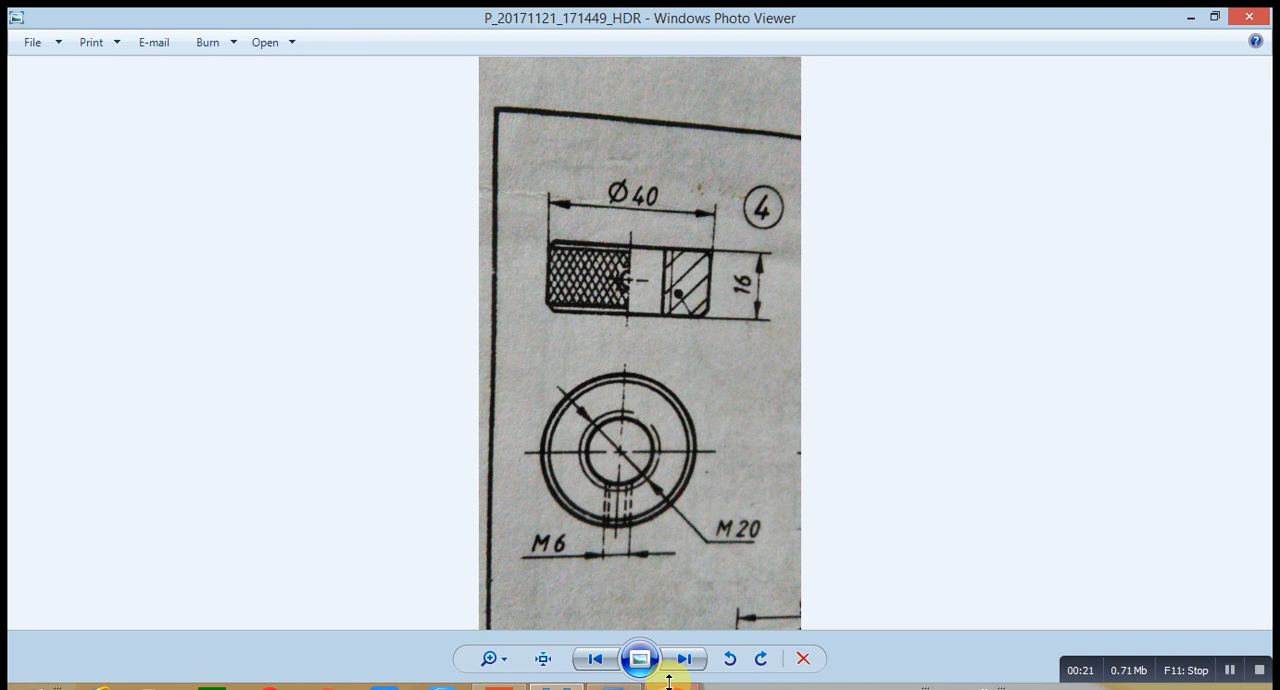 P_20171121_171449_HDR - Windows Photo Viewer
File Print E-mail Burn Open
Ø40
4
16
M20
M6
00:21 0.71 Mb F11: Stop